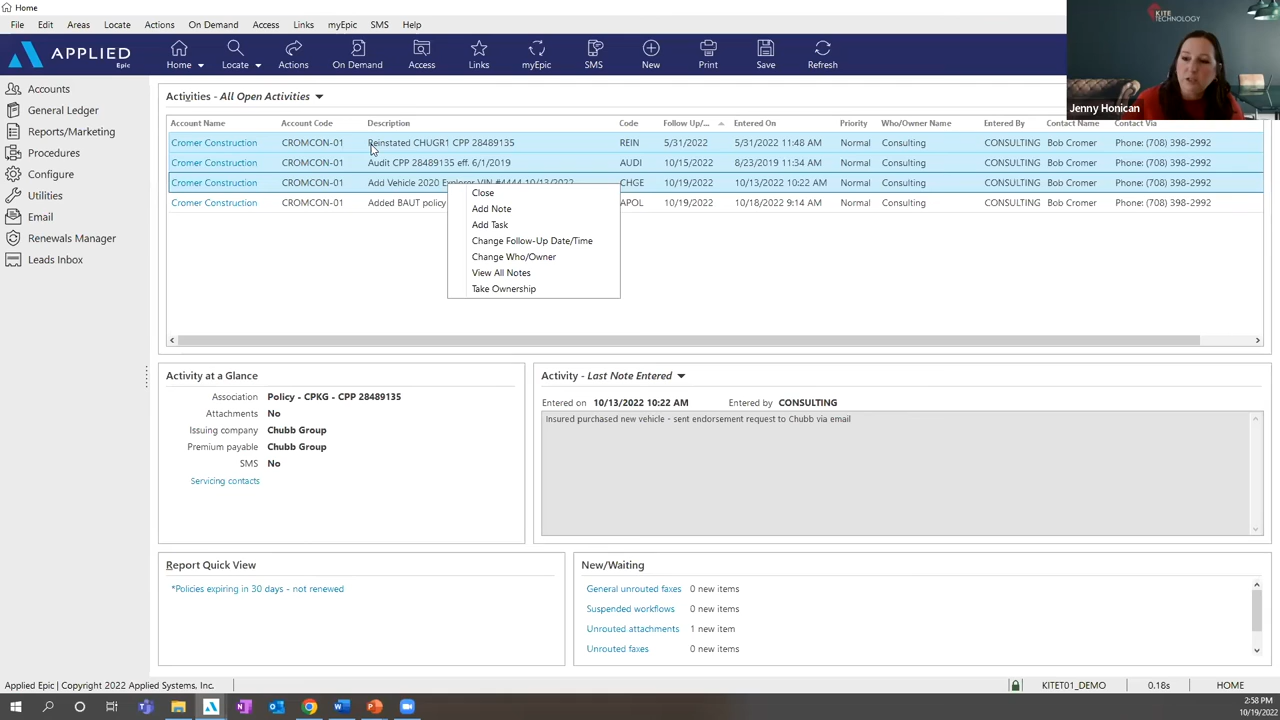 Home
File Edit Areas Locate Actions On Demand Access Links myEpic SMS Help
APPLIED
Epic
Home Locate Actions On Demand Access Links myEpic SMS New Print Save Refresh
KITE
TECHNOLOGY
Jenny Honican
Accounts
General Ledger
Reports/Marketing
Procedures
Configure
Utilities
Email
Renewals Manager
Leads Inbox
Activities - All Open Activities
Account Name Account Code Description Code Follow Up/... Entered On Priority Who/Owner Name Entered By Contact Name Contact Via
Cromer Construction CROMCON-01 Reinstated CHUGR1 CPP 28489135 REIN 5/31/2022 5/31/2022 11:48 AM Normal Consulting CONSULTING Bob Cromer Phone: (708) 398-2992
Cromer Construction CROMCON-01 Audit CPP 28489135 eff. 6/1/2019 AUDI 10/15/2022 8/23/2019 11:34 AM Normal Consulting CONSULTING Bob Cromer Phone: (708) 398-2992
Cromer Construction CROMCON-01 Add Vehicle 2020 Explorer VIN #4444 10/13/2022 CHGE 10/19/2022 10/13/2022 10:22 AM Normal Consulting CONSULTING Bob Cromer Phone: (708) 398-2992
Cromer Construction CROMCON-01 Added BAUT policy APOL 10/19/2022 10/18/2022 9:14 AM Normal Consulting CONSULTING Bob Cromer Phone: (708) 398-2992
Close
Add Note
Add Task
Change Follow-Up Date/Time
Change Who/Owner
View All Notes
Take Ownership
Activity at a Glance
Association Policy - CPKG - CPP 28489135
Attachments No
Issuing company Chubb Group
Premium payable Chubb Group
SMS No
Servicing contacts
Activity - Last Note Entered
Entered on 10/13/2022 10:22 AM Entered by CONSULTING
Insured purchased new vehicle - sent endorsement request to Chubb via email
Report Quick View
*Policies expiring in 30 days - not renewed
New/Waiting
General unrouted faxes 0 new items
Suspended workflows 0 new items
Unrouted attachments 1 new item
Unrouted faxes 0 new items
Applied Epic | Copyright 2022 Applied Systems, Inc. KITET01_DEMO 0.18s HOME
2:58 PM
10/19/2022